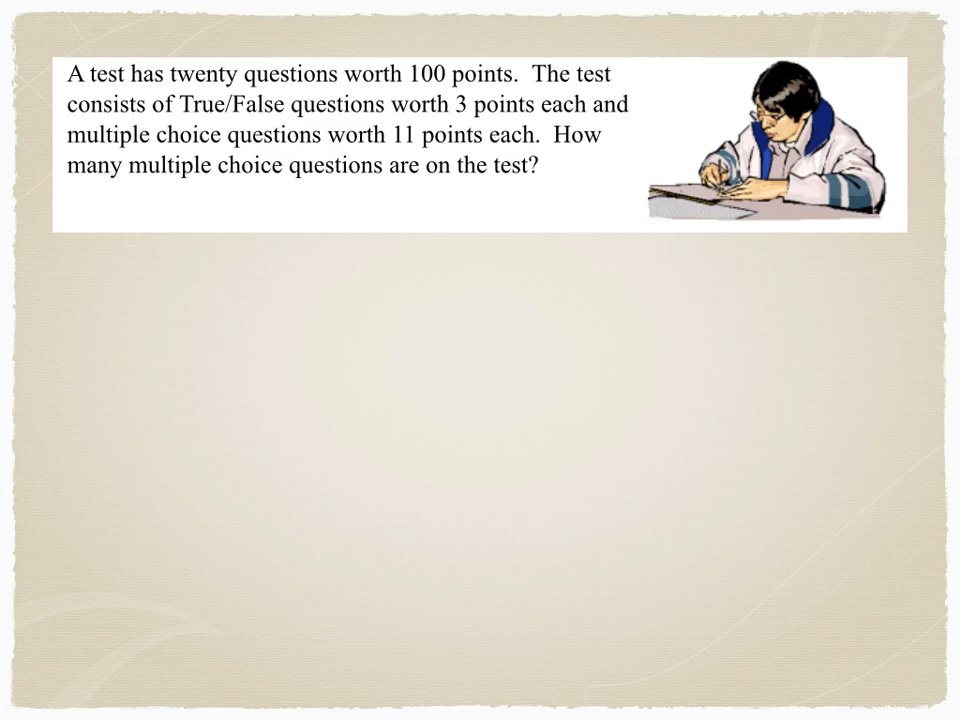 A test has twenty questions worth 100 points.  The test
consists of True/False questions worth 3 points each and
multiple choice questions worth 11 points each.  How
many multiple choice questions are on the test?